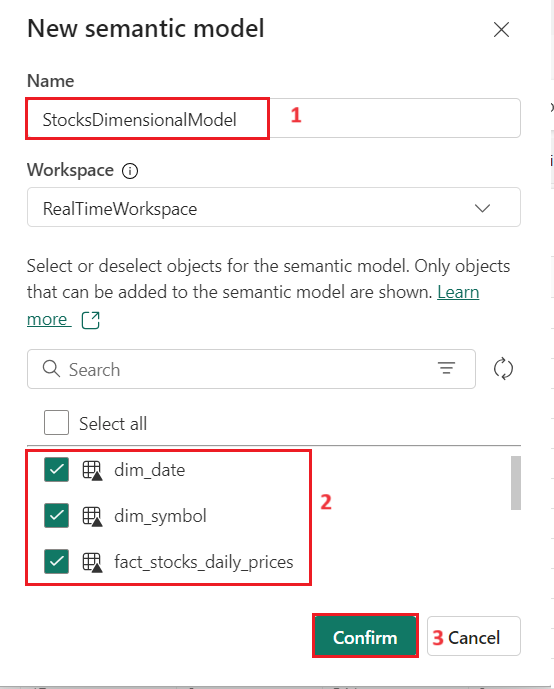 New semantic model
Name
StocksDimensionalModel
1
Workspace
RealTimeWorkspace
Select or deselect objects for the semantic model. Only objects
that can be added to the semantic model are shown. Learn
more
Search
Select all
dim_date
dim_symbol
2
fact_stocks_daily_prices
Confirm
3 Cancel